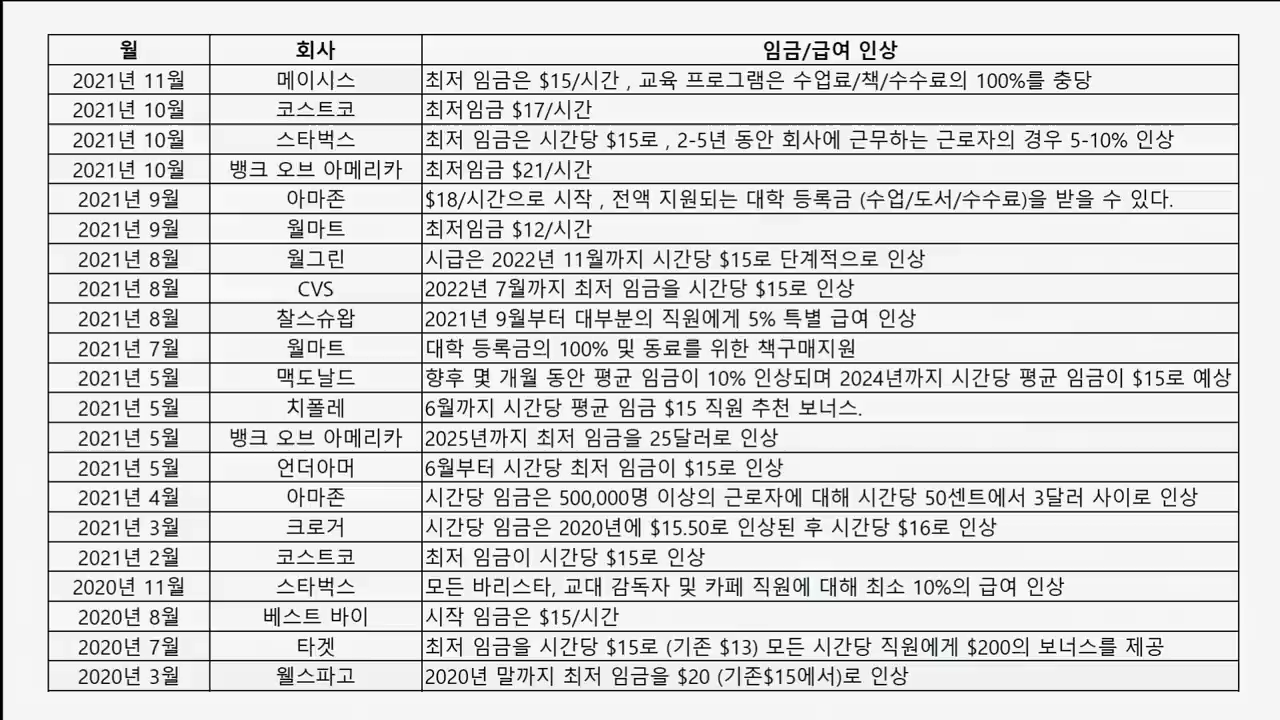 월 회사 임금/급여 인상
2021년 11월 메이시스 최저 임금은 $15/시간 , 교육 프로그램은 수업료/책/수수료의 100%를 충당
2021년 10월 코스트코 최저임금 $17/시간
2021년 10월 스타벅스 최저 임금은 시간당 $15로 , 2-5년 동안 회사에 근무하는 근로자의 경우 5-10% 인상
2021년 10월 뱅크 오브 아메리카 최저임금 $21/시간
2021년 9월 아마존 $18/시간으로 시작 , 전액 지원되는 대학 등록금 (수업/도서/수수료)을 받을 수 있다.
2021년 9월 월마트 최저임금 $12/시간
2021년 8월 월그린 시급은 2022년 11월까지 시간당 $15로 단계적으로 인상
2021년 8월 CVS 2022년 7월까지 최저 임금을 시간당 $15로 인상
2021년 8월 찰스슈왑 2021년 9월부터 대부분의 직원에게 5% 특별 급여 인상
2021년 7월 월마트 대학 등록금의 100% 및 동료를 위한 책구매지원
2021년 5월 맥도날드 향후 몇 개월 동안 평균 임금이 10% 인상되며 2024년까지 시간당 평균 임금이 $15로 예상
2021년 5월 치폴레 6월까지 시간당 평균 임금 $15 직원 추천 보너스.
2021년 5월 뱅크 오브 아메리카 2025년까지 최저 임금을 25달러로 인상
2021년 5월 언더아머 6월부터 시간당 최저 임금이 $15로 인상
2021년 4월 아마존 시간당 임금은 500,000명 이상의 근로자에 대해 시간당 50센트에서 3달러 사이로 인상
2021년 3월 크로거 시간당 임금은 2020년에 $15.50로 인상된 후 시간당 $16로 인상
2021년 2월 코스트코 최저 임금이 시간당 $15로 인상
2020년 11월 스타벅스 모든 바리스타, 교대 감독자 및 카페 직원에 대해 최소 10%의 급여 인상
2020년 8월 베스트 바이 시작 임금은 $15/시간
2020년 7월 타겟 최저 임금을 시간당 $15로 (기존 $13) 모든 시간당 직원에게 $200의 보너스를 제공
2020년 3월 웰스파고 2020년 말까지 최저 임금을 $20 (기존$15에서)로 인상